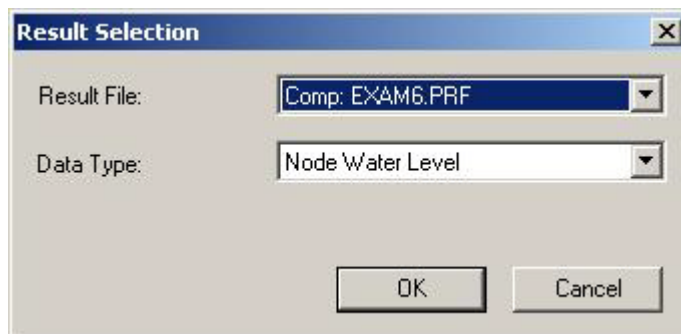 Result Selection
Result File: Comp: EXAM6.PRF
Data Type: Node Water Level
OK Cancel